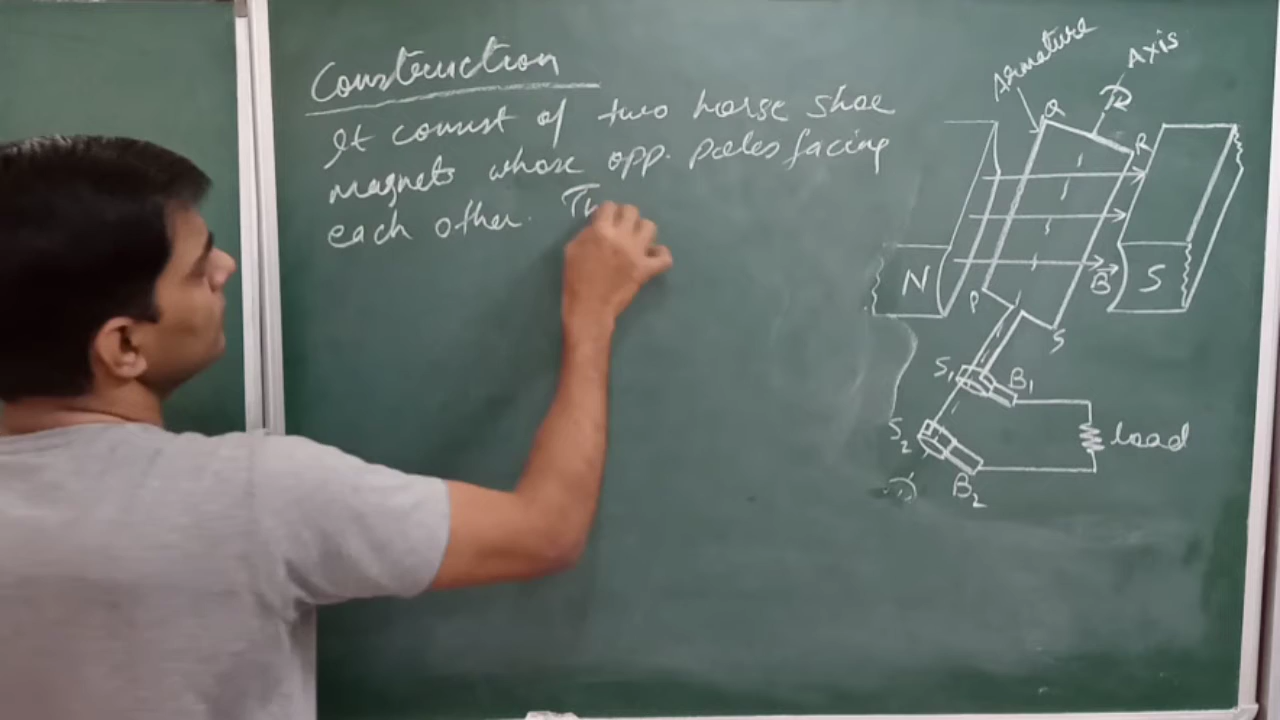 Construction
It consist of two horse shoe
magnets whose opp. poles facing
each other. Tw
Armature
Axis
Q
R
N
B
S
P
S
S1
B1
S2
B2
Load